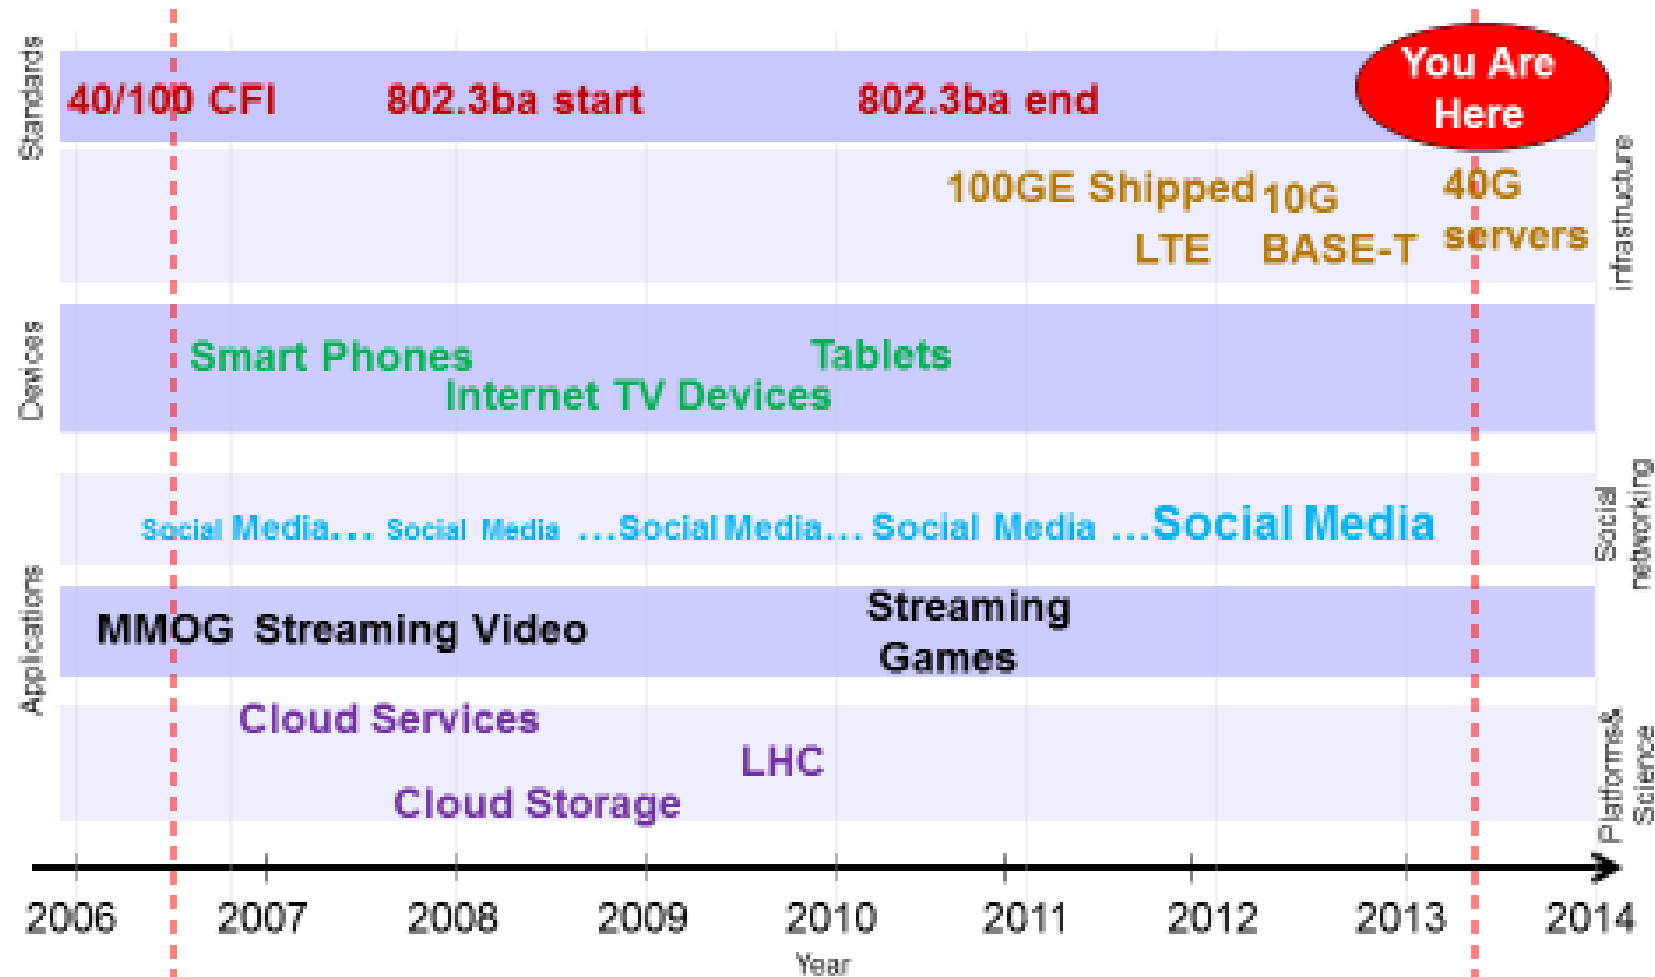 Standards
40/100 CFI
802.3ba start
802.3ba end
You Are
Here
infrastructure
100GE Shipped
10G
BASE-T
LTE
40G
servers
Devices
Smart Phones
Tablets
Internet TV Devices
Social
networking
Social Media... Social Media ...Social Media... Social Media ...Social Media
Applications
MMOG Streaming Video
Streaming
Games
Platforms&
Science
Cloud Services
LHC
Cloud Storage
2006 2007 2008 2009 2010 2011 2012 2013 2014
Year